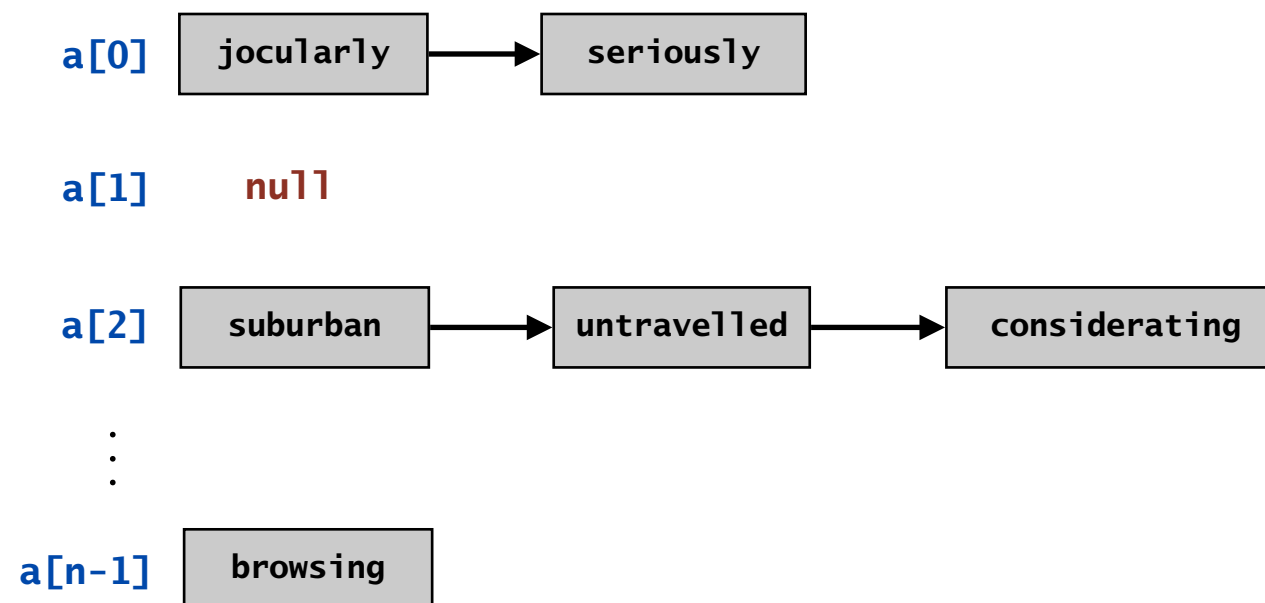 a[0] jocularly seriously
a[1] null
a[2] suburban untravelled considerating
.
.
.
a[n-1] browsing